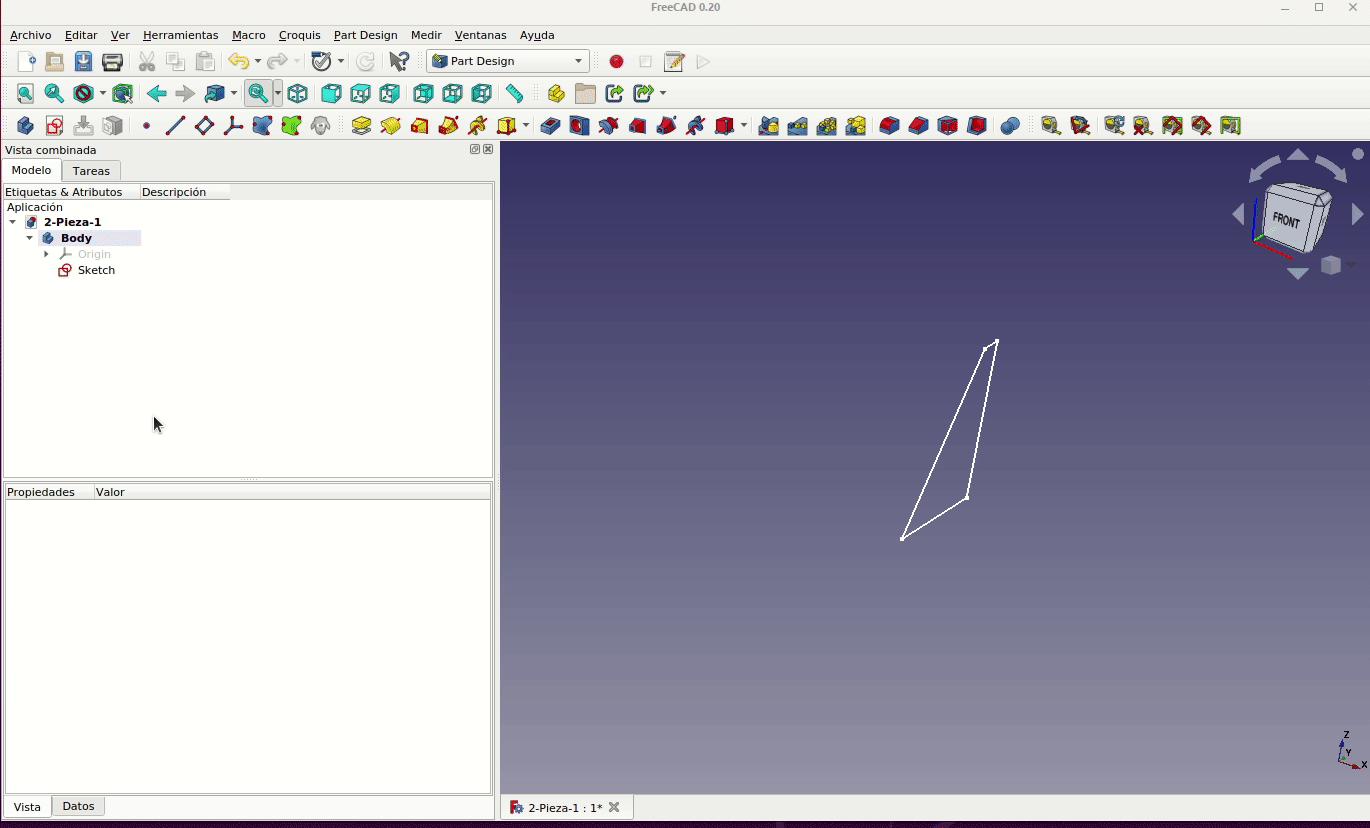 FreeCAD 0.20
Archivo Editar Ver Herramientas Macro Croquis Part Design Medir Ventanas Ayuda
Part Design
Vista combinada
Modelo Tareas
Etiquetas & Atributos Descripción
Aplicación
2-Pieza-1
Body
Origin
Sketch
FRONT
Propiedades Valor
Z
Y
X
Vista Datos
2-Pieza-1 : 1*